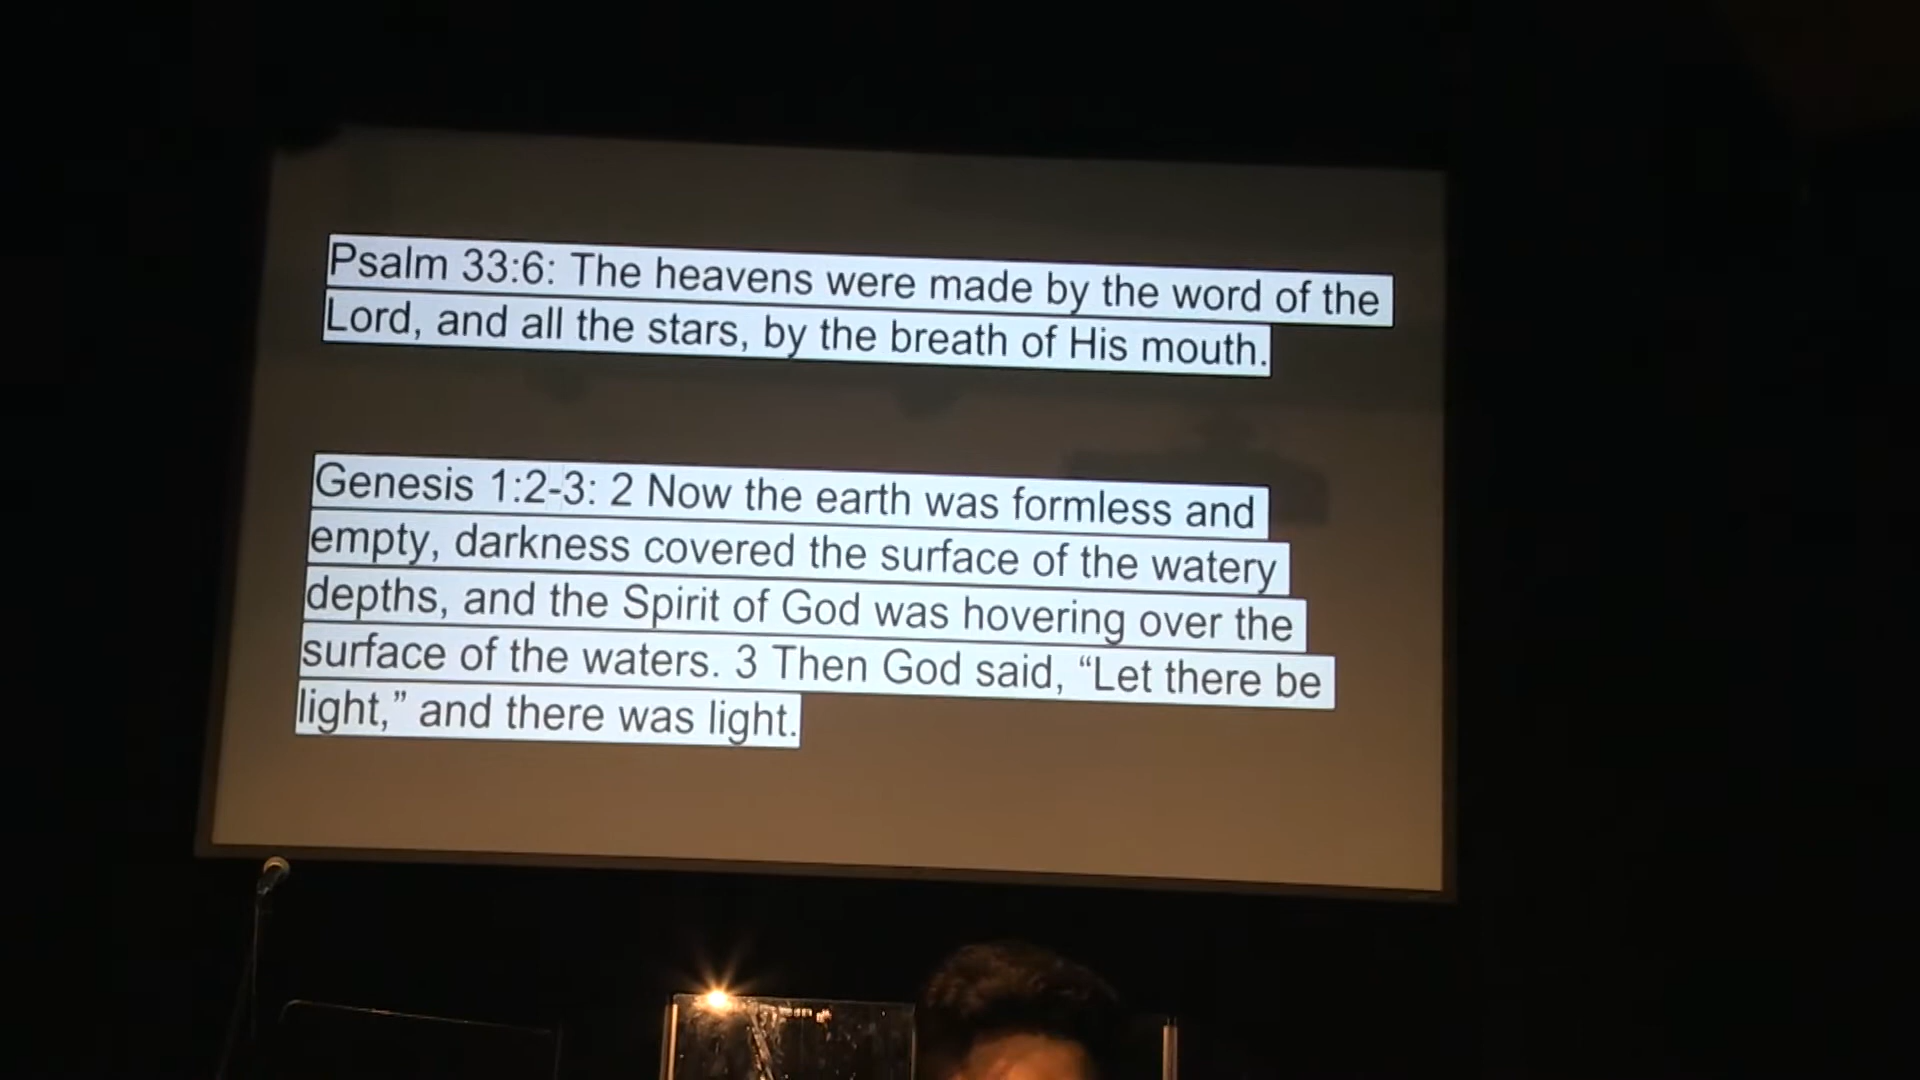 Psalm 33:6: The heavens were made by the word of the
Lord, and all the stars, by the breath of His mouth.
Genesis 1:2-3: 2 Now the earth was formless and
empty, darkness covered the surface of the watery
depths, and the Spirit of God was hovering over the
surface of the waters. 3 Then God said, “Let there be
light,” and there was light.